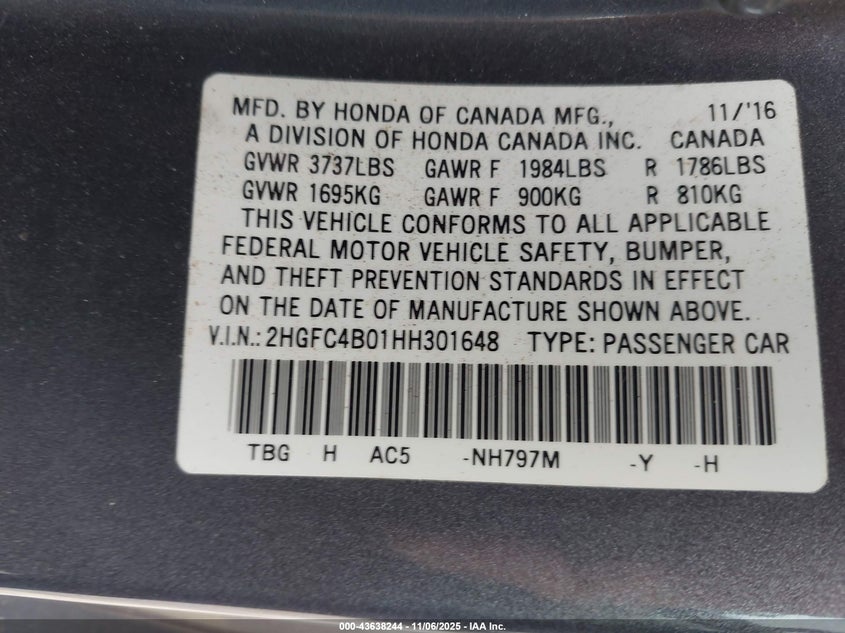 MFD. BY HONDA OF CANADA MFG., 11/'16
A DIVISION OF HONDA CANADA INC. CANADA
GVWR 3737LBS GAWR F 1984LBS R 1786LBS
GVWR 1695KG GAWR F 900KG R 810KG
THIS VEHICLE CONFORMS TO ALL APPLICABLE
FEDERAL MOTOR VEHICLE SAFETY, BUMPER,
AND THEFT PREVENTION STANDARDS IN EFFECT
ON THE DATE OF MANUFACTURE SHOWN ABOVE.
V.I.N.: 2HGFC4B01HH301648 TYPE: PASSENGER CAR
TBG H AC5 -NH797M -Y -H
000-43638244 - 11/06/2025 - IAA Inc.